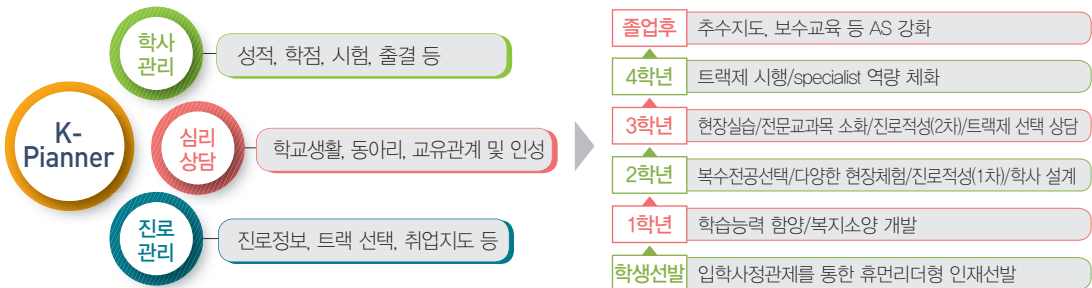 K-
Pianner
학사
관리
성적, 학점, 시험, 출결 등
심리
상담
학교생활, 동아리, 교유관계 및 인성
진로
관리
진로정보, 트랙 선택, 취업지도 등
졸업후
추수지도, 보수교육 등 AS 강화
4학년
트랙제 시행/specialist 역량 체화
3학년
현장실습/전문교과목 소화/진로적성(2차)/트랙제 선택 상담
2학년
복수전공선택/다양한 현장체험/진로적성(1차)/학사 설계
1학년
학습능력 함양/복지소양 개발
학생선발
입학사정관제를 통한 휴먼리더형 인재선발